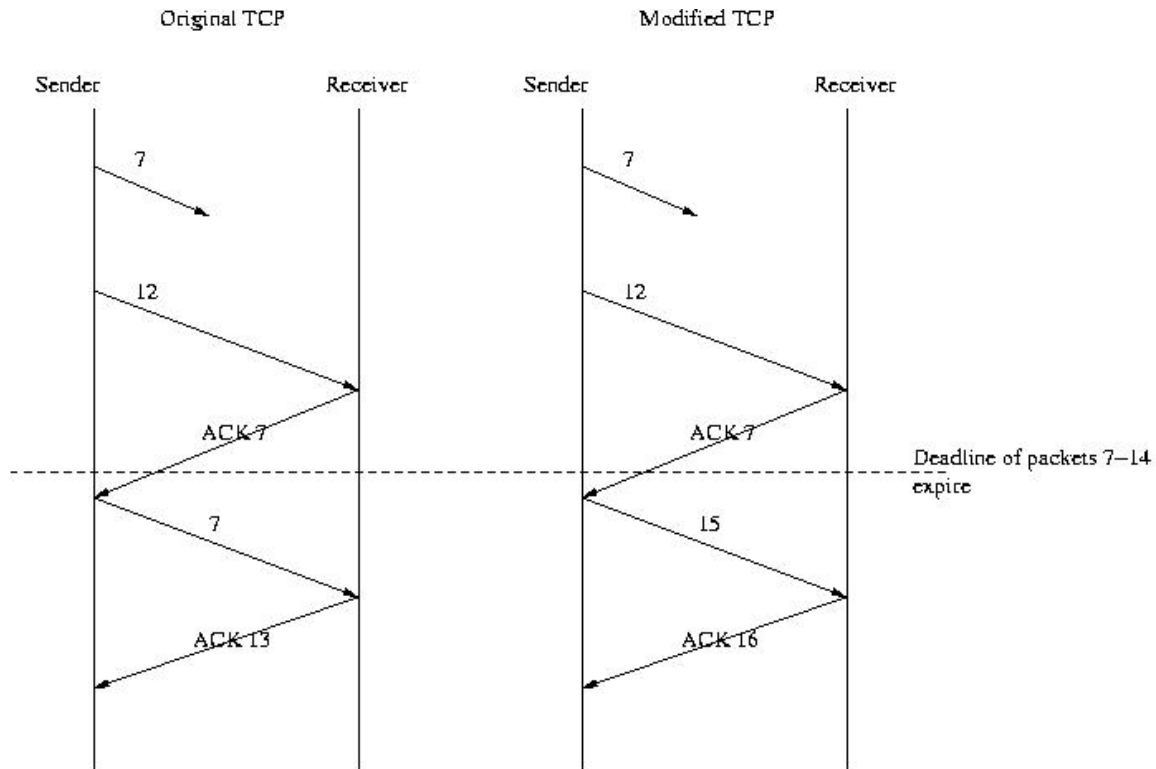 Original TCP
Modified TCP
Sender
Receiver
Sender
Receiver
7
7
12
12
ACK 7
ACK 7
Deadline of packets 7–14
expire
7
15
ACK 13
ACK 16